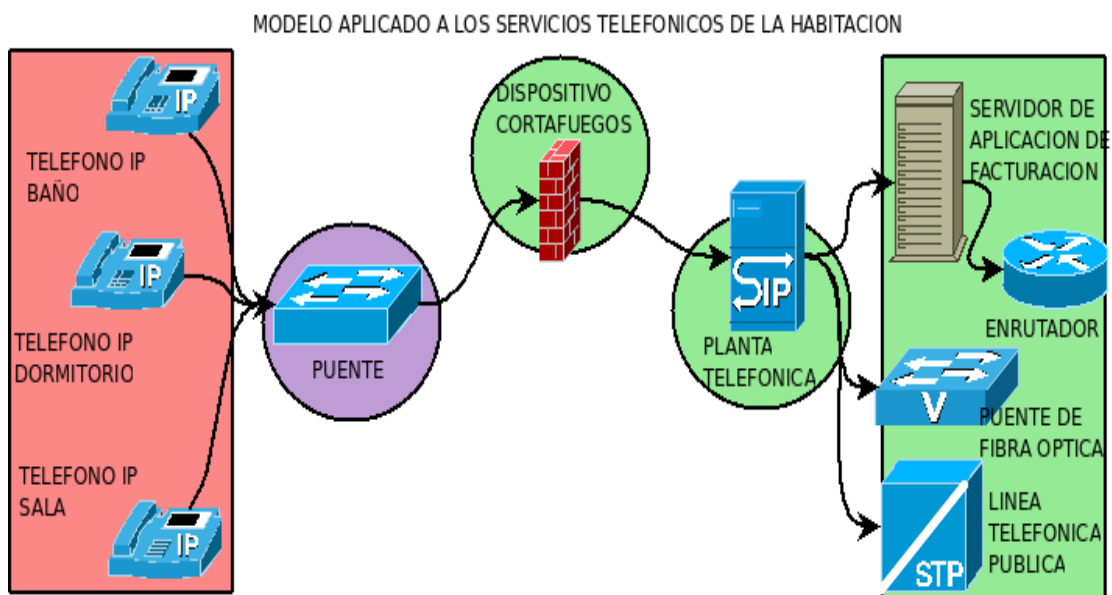 MODELO APLICADO A LOS SERVICIOS TELEFONICOS DE LA HABITACION
IP
TELEFONO IP
BAÑO
IP
TELEFONO IP
DORMITORIO
TELEFONO IP
SALA
IP
PUENTE
DISPOSITIVO
CORTAFUEGOS
SIP
PLANTA
TELEFONICA
SERVIDOR DE
APLICACION DE
FACTURACION
ENRUTADOR
V
PUENTE DE
FIBRA OPTICA
LINEA
TELEFONICA
PUBLICA
STP